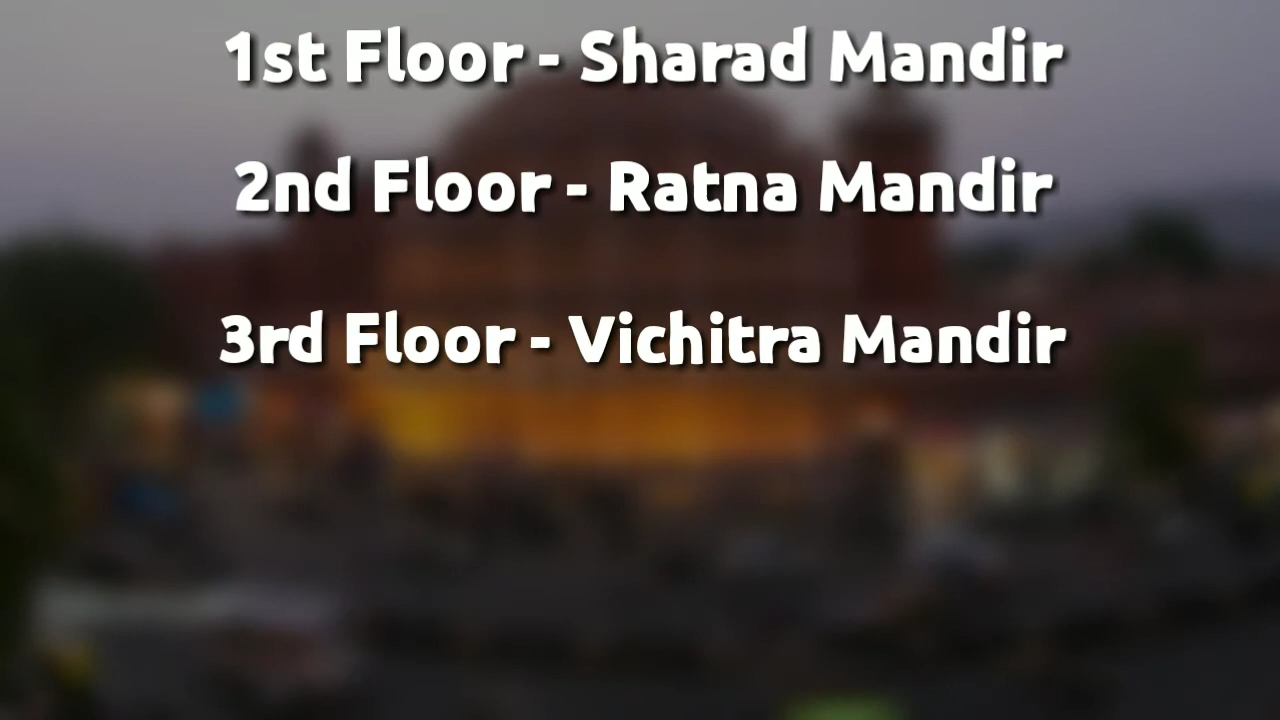 1st Floor - Sharad Mandir
2nd Floor - Ratna Mandir
3rd Floor - Vichitra Mandir